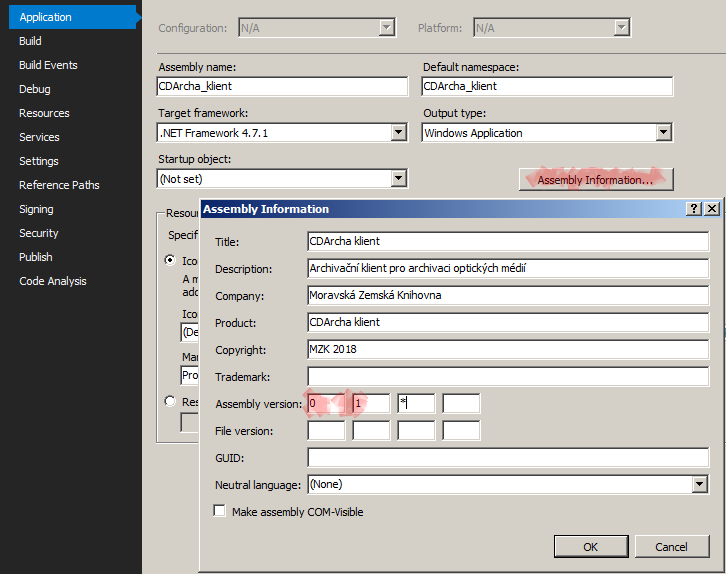 Application
Build
Build Events
Debug
Resources
Services
Settings
Reference Paths
Signing
Security
Publish
Code Analysis
Configuration: N/A Platform: N/A
Assembly name: Default namespace:
CDArcha_klient CDArcha_klient
Target framework: Output type:
.NET Framework 4.7.1 Windows Application
Startup object:
(Not set) Assembly Information...
Resour
Specif
Ico
A m
add
Ico
(De
Mar
Pro
Res
Assembly Information
Title: CDArcha klient
Description: Archivační klient pro archivaci optických médií
Company: Moravská Zemská Knihovna
Product: CDArcha klient
Copyright: MZK 2018
Trademark:
Assembly version: 0 1 *
File version:
GUID:
Neutral language: (None)
Make assembly COM-Visible
OK Cancel